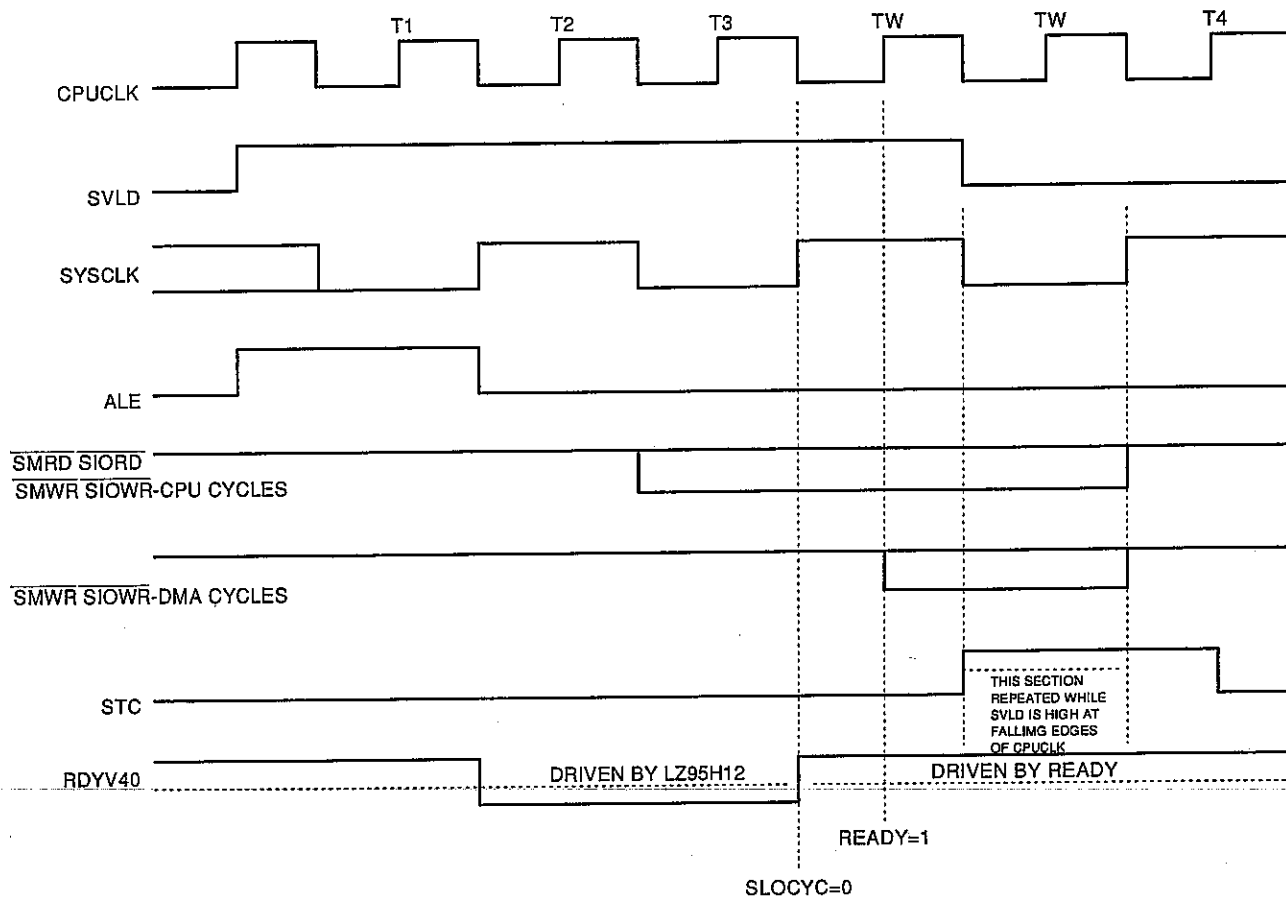 T1 T2 T3 TW TW T4
CPUCLK
SVLD
SYSCLK
ALE
SMRD SIORD
SMWR SIOWR-CPU CYCLES
SMWR SIOWR-DMA CYCLES
STC
THIS SECTION
REPEATED WHILE
SVLD IS HIGH AT
FALLIMG EDGES
OF CPUCLK
RDYV40
DRIVEN BY LZ95H12
DRIVEN BY READY
READY=1
SLOCYC=0